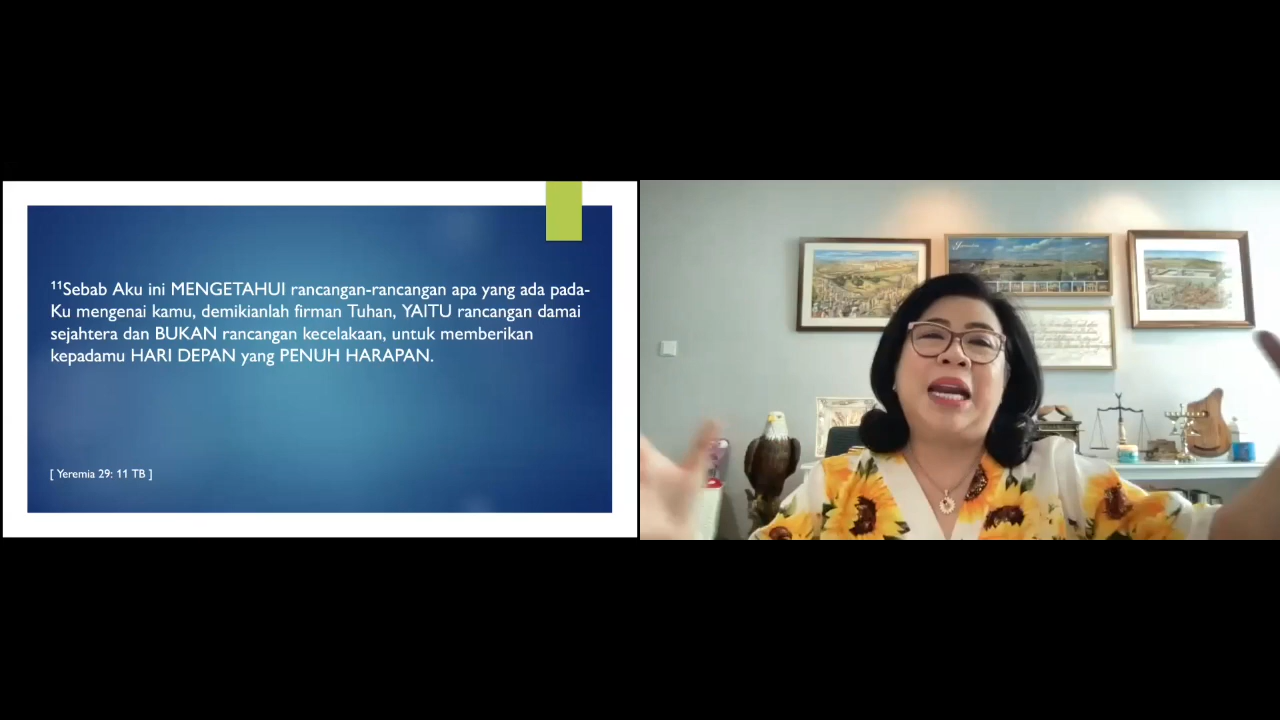 ¹¹Sebab Aku ini MENGETAHUI rancangan-rancangan apa yang ada pada-
Ku mengenai kamu, demikianlah firman Tuhan, YAITU rancangan damai
sejahtera dan BUKAN rancangan kecelakaan, untuk memberikan
kepadamu HARI DEPAN yang PENUH HARAPAN.
[ Yeremia 29: 11 TB ]